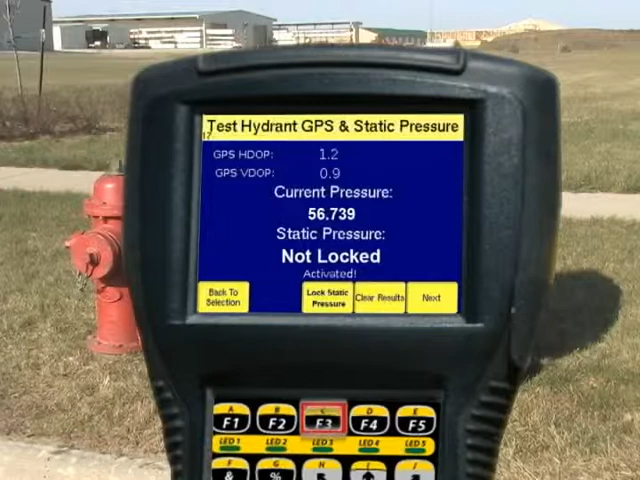 Test Hydrant GPS & Static Pressure
17.
GPS HDOP: 1.2
GPS VDOP: 0.9
Current Pressure:
56.739
Static Pressure:
Not Locked
Activated!
Back To
Selection
Lock Static
Pressure
Clear Results
Next
A B C D E
F1 F2 F3 F4 F5
LED 1 LED 2 LED 3 LED 4 LED 5
F G H I J
& %